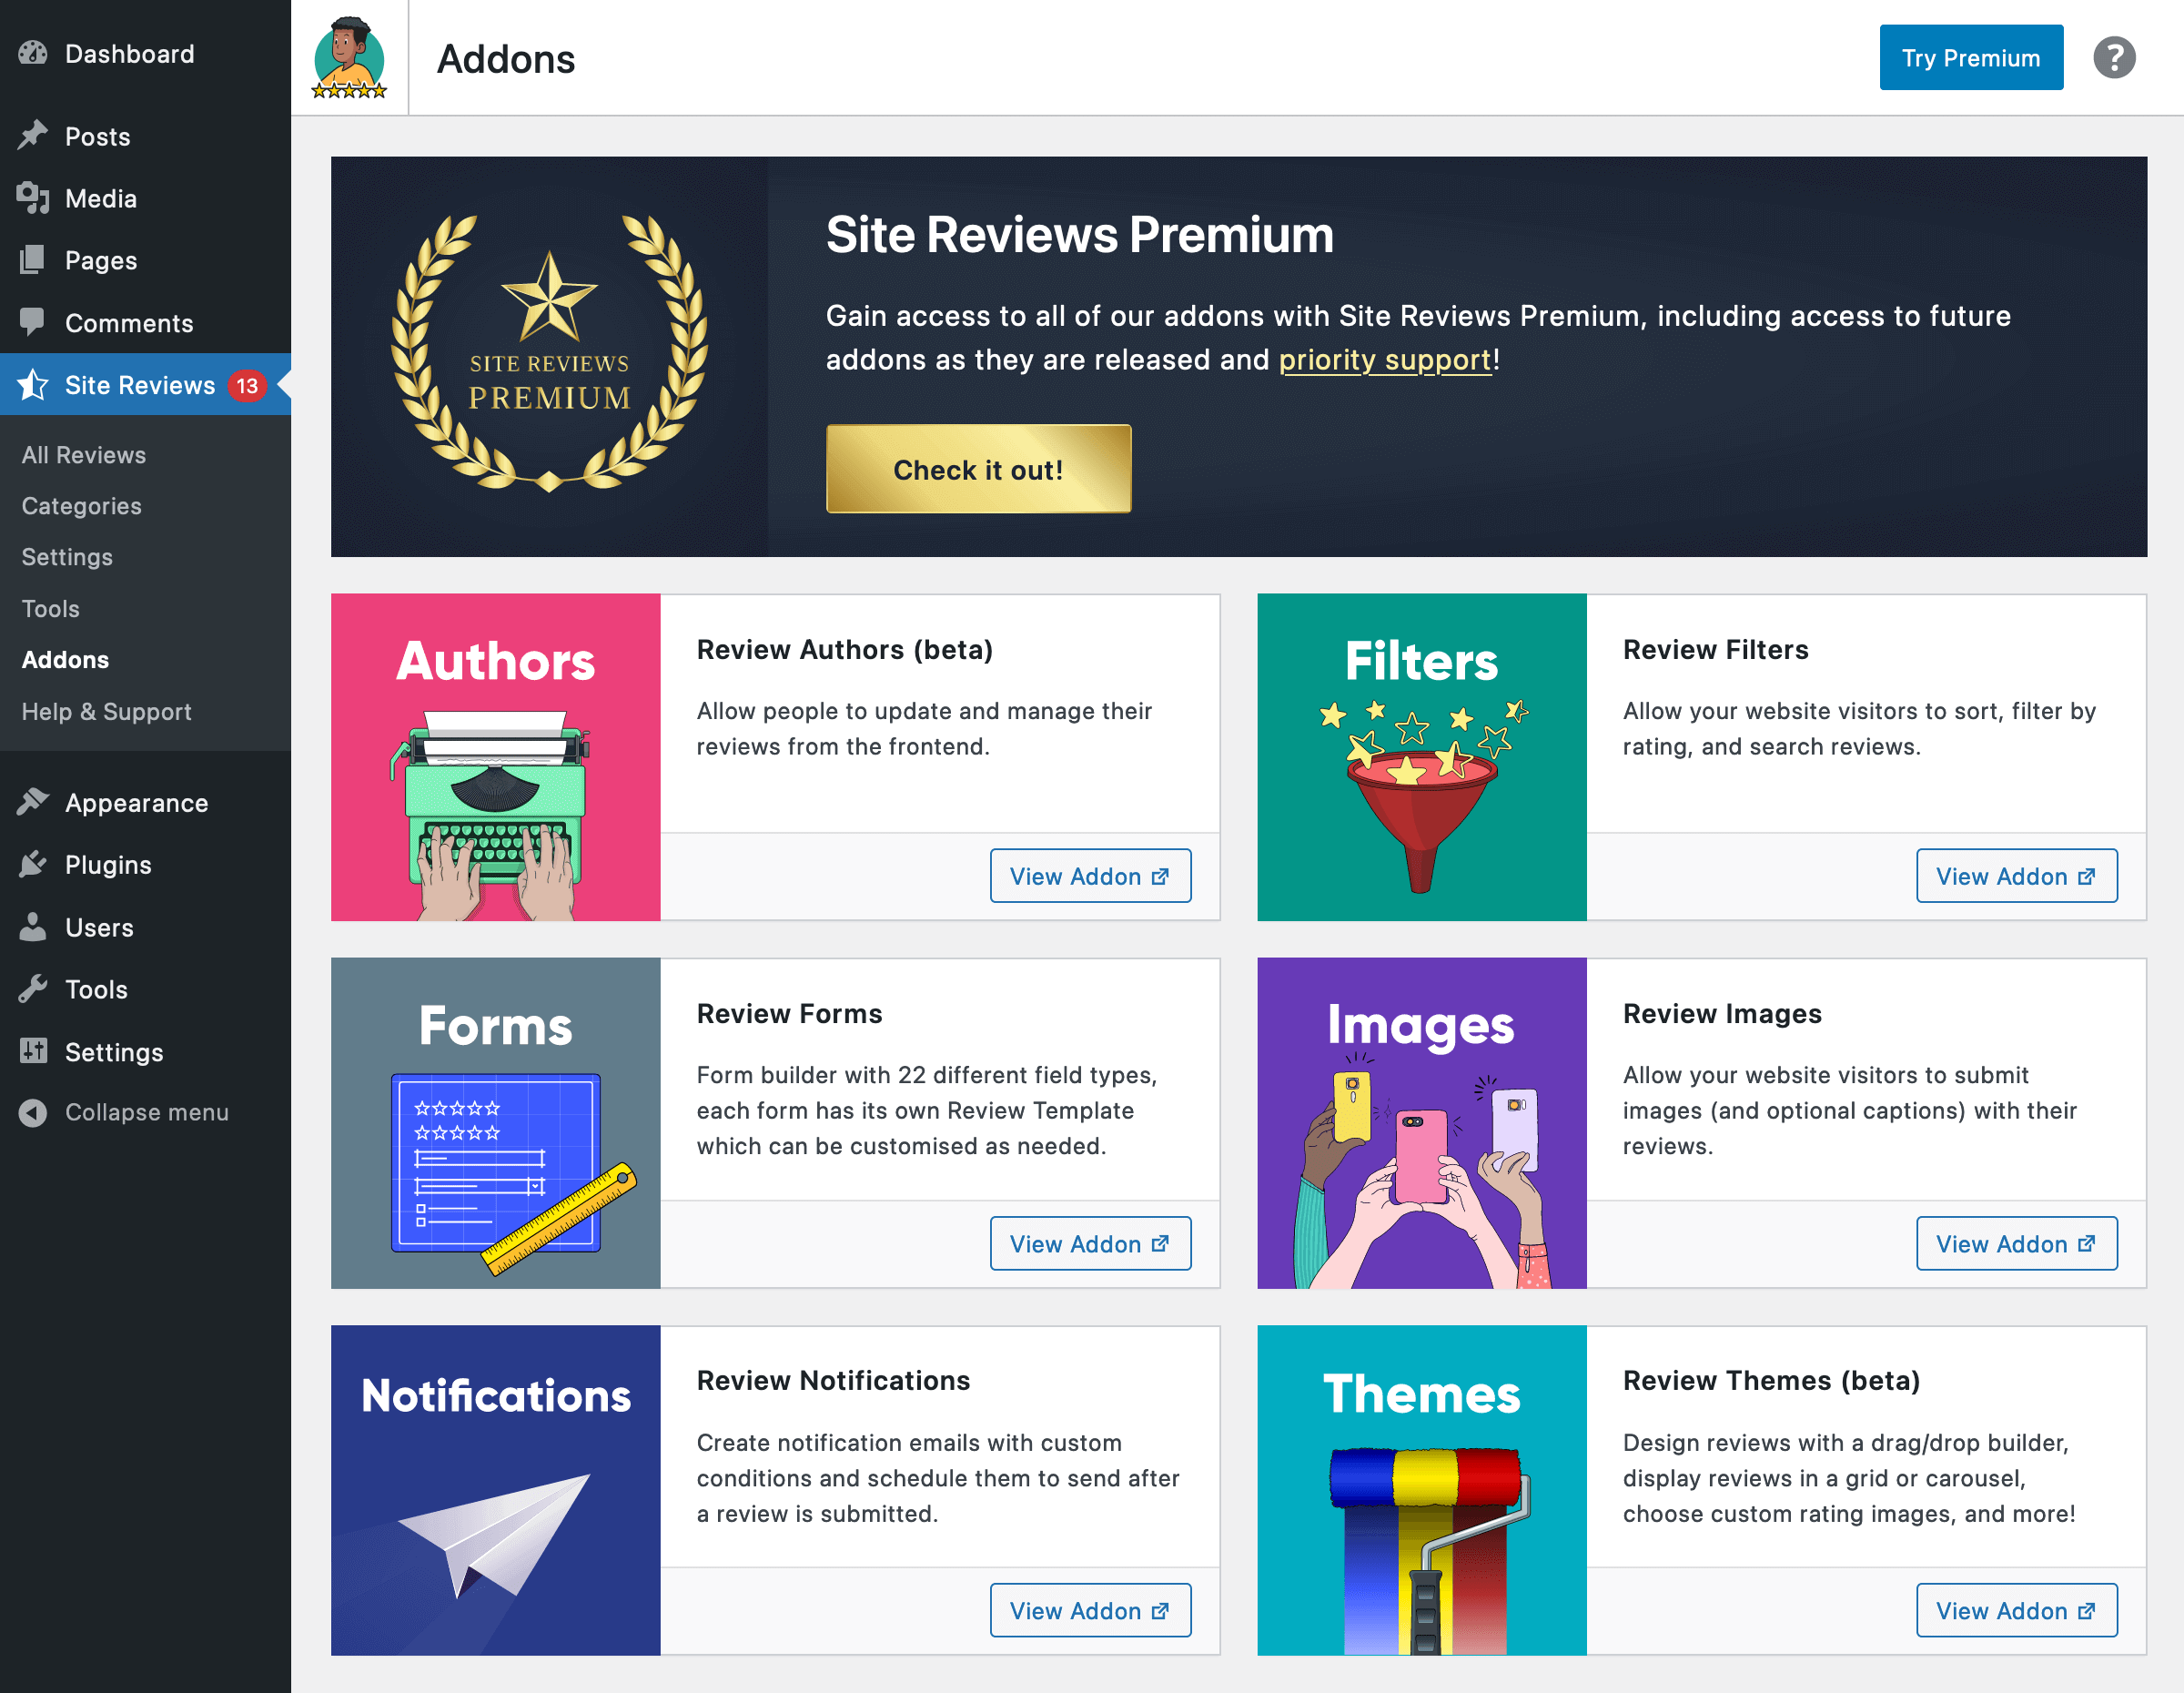 Dashboard
Posts
Media
Pages
Comments
Site Reviews 13
All Reviews
Categories
Settings
Tools
Addons
Help & Support
Appearance
Plugins
Users
Tools
Settings
Collapse menu
Addons
Try Premium
?
SITE REVIEWS
PREMIUM
Site Reviews Premium
Gain access to all of our addons with Site Reviews Premium, including access to future
addons as they are released and priority support!
Check it out!
Authors
Review Authors (beta)
Allow people to update and manage their
reviews from the frontend.
View Addon
Filters
Review Filters
Allow your website visitors to sort, filter by
rating, and search reviews.
View Addon
Forms
Review Forms
Form builder with 22 different field types,
each form has its own Review Template
which can be customised as needed.
View Addon
Images
Review Images
Allow your website visitors to submit
images (and optional captions) with their
reviews.
View Addon
Notifications
Review Notifications
Create notification emails with custom
conditions and schedule them to send after
a review is submitted.
View Addon
Themes
Review Themes (beta)
Design reviews with a drag/drop builder,
display reviews in a grid or carousel,
choose custom rating images, and more!
View Addon